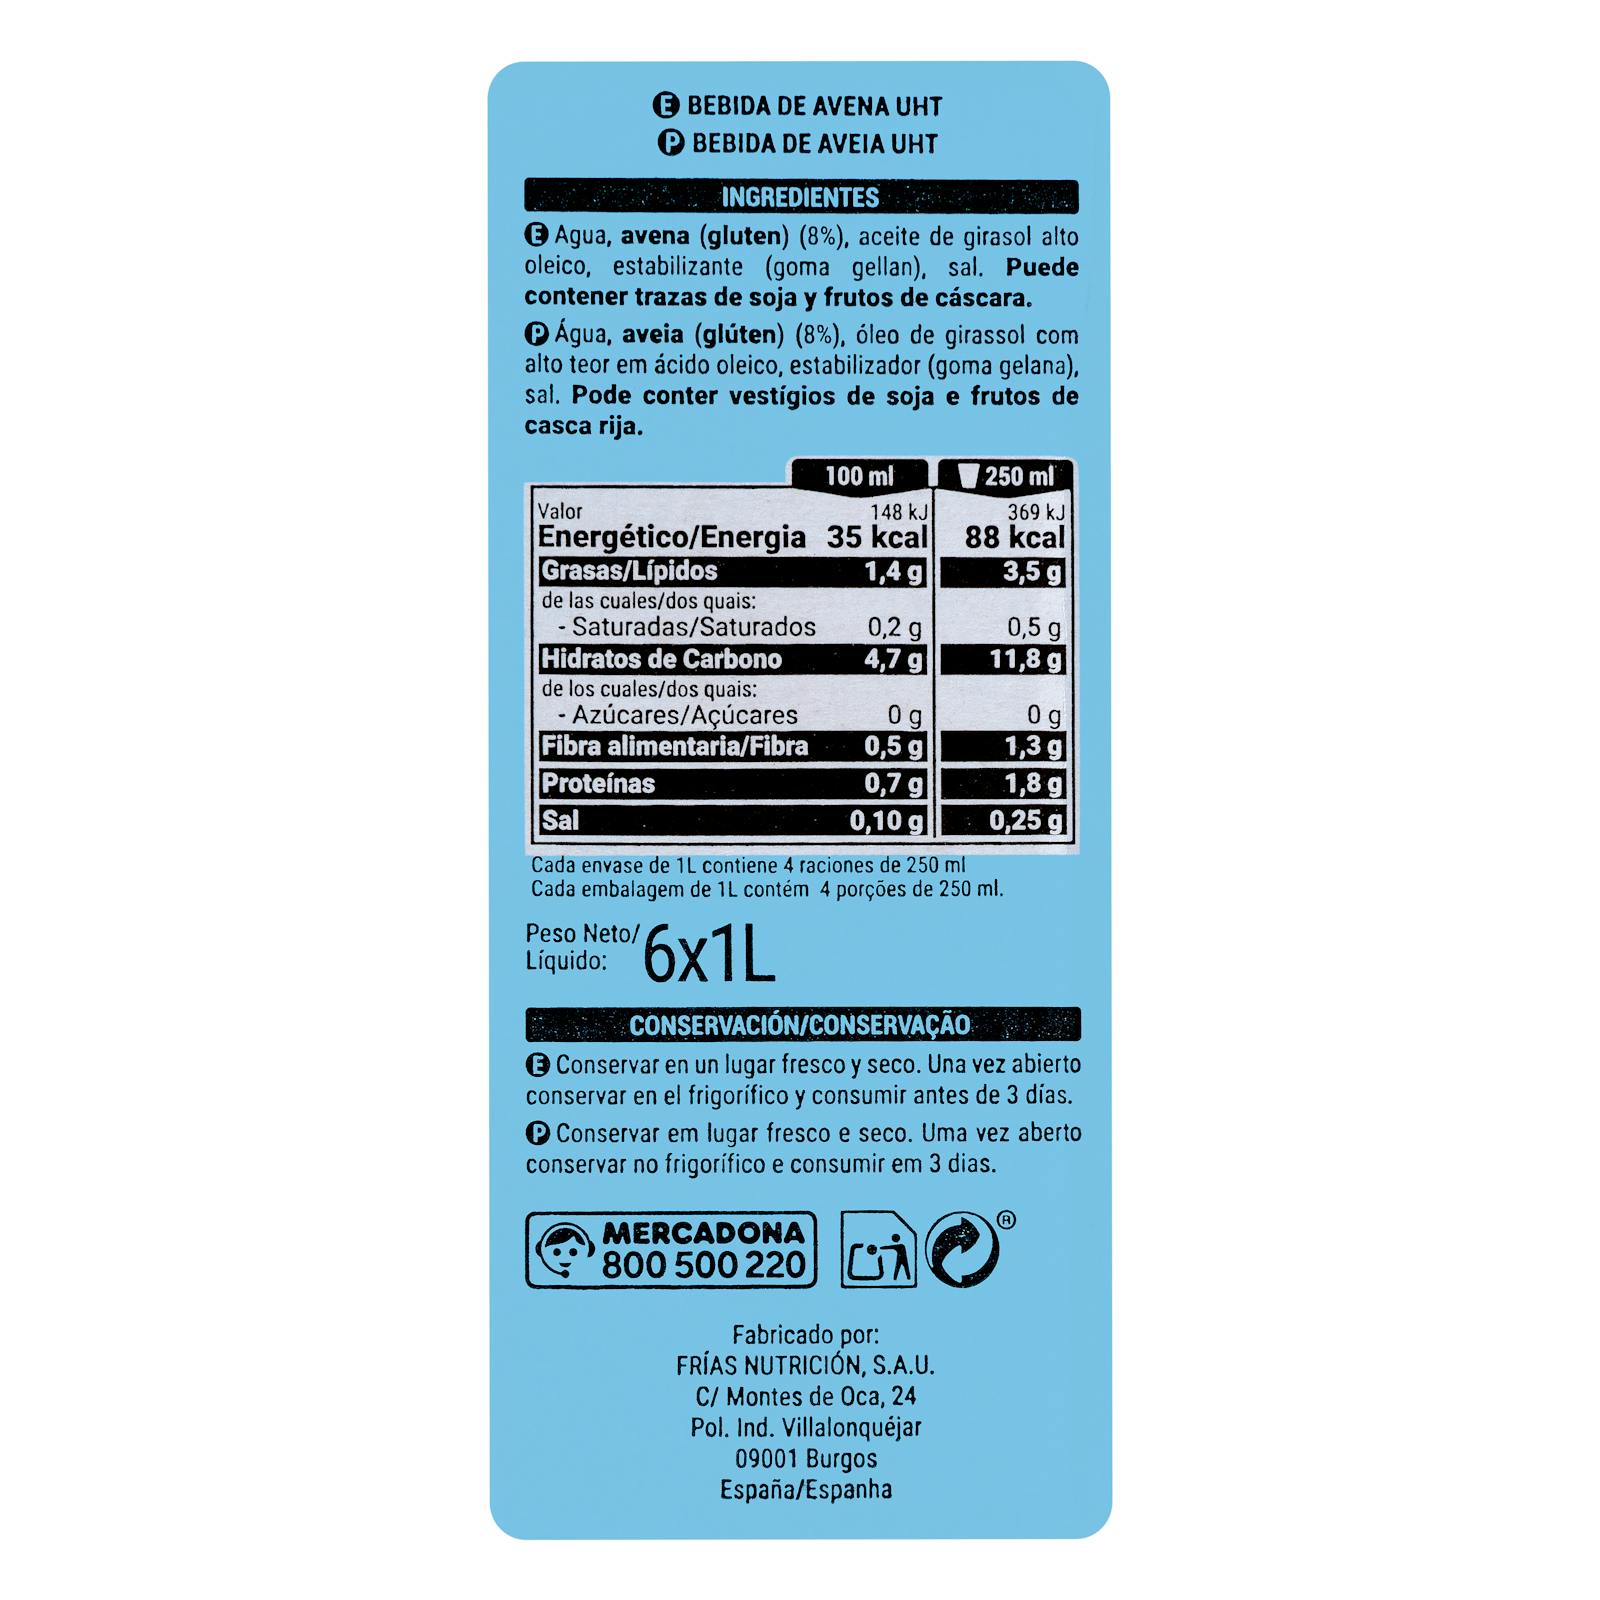 E BEBIDA DE AVENA UHT
P BEBIDA DE AVEIA UHT
INGREDIENTES
E Agua, avena (gluten) (8%), aceite de girasol alto
oleico, estabilizante (goma gellan), sal. Puede
contener trazas de soja y frutos de cáscara.
P Água, aveia (glúten) (8%), óleo de girassol com
alto teor em ácido oleico, estabilizador (goma gelana),
sal. Pode conter vestígios de soja e frutos de
casca rija.
100 ml 250 ml
Valor 148 kJ 369 kJ
Energético/Energia 35 kcal 88 kcal
Grasas/Lípidos 1,4 g 3,5 g
de las cuales/dos quais:
- Saturadas/Saturados 0,2 g 0,5 g
Hidratos de Carbono 4,7 g 11,8 g
de los cuales/dos quais:
- Azúcares/Açúcares 0 g 0 g
Fibra alimentaria/Fibra 0,5 g 1,3 g
Proteínas 0,7 g 1,8 g
Sal 0,10 g 0,25 g
Cada envase de 1L contiene 4 raciones de 250 ml
Cada embalagem de 1L contém 4 porções de 250 ml.
Peso Neto/
Líquido: 6x1L
CONSERVACIÓN/CONSERVAÇÃO
E Conservar en un lugar fresco y seco. Una vez abierto
conservar en el frigorífico y consumir antes de 3 días.
P Conservar em lugar fresco e seco. Uma vez aberto
conservar no frigorífico e consumir em 3 dias.
MERCADONA
800 500 220
®
Fabricado por:
FRÍAS NUTRICIÓN, S.A.U.
C/ Montes de Oca, 24
Pol. Ind. Villalonquéjar
09001 Burgos
España/Espanha